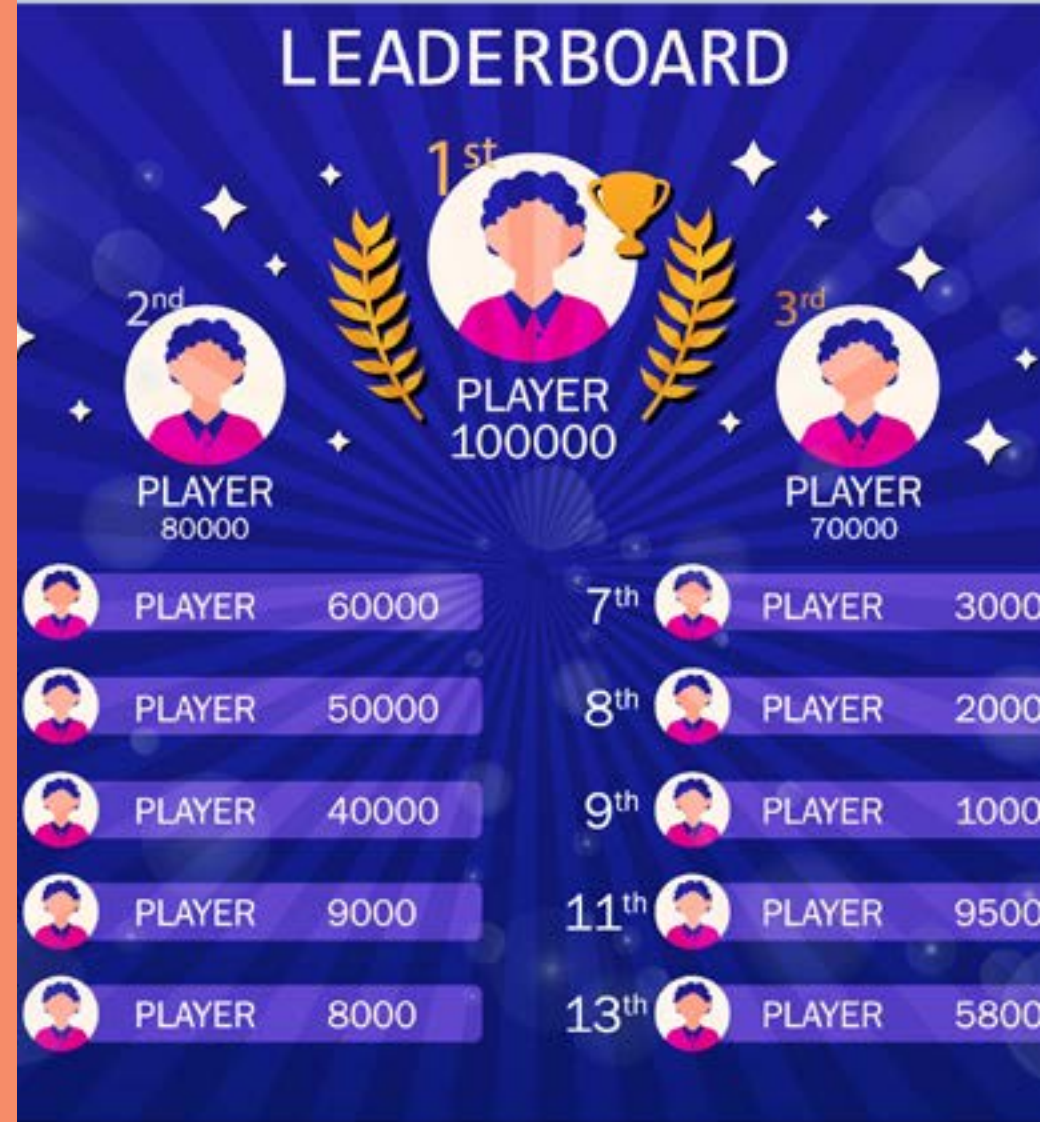 LEADERBOARD
1st
PLAYER
100000
2nd
PLAYER
80000
3rd
PLAYER
70000
PLAYER 60000
PLAYER 50000
PLAYER 40000
PLAYER 9000
PLAYER 8000
7th PLAYER 3000
8th PLAYER 2000
9th PLAYER 1000
11th PLAYER 9500
13th PLAYER 5800